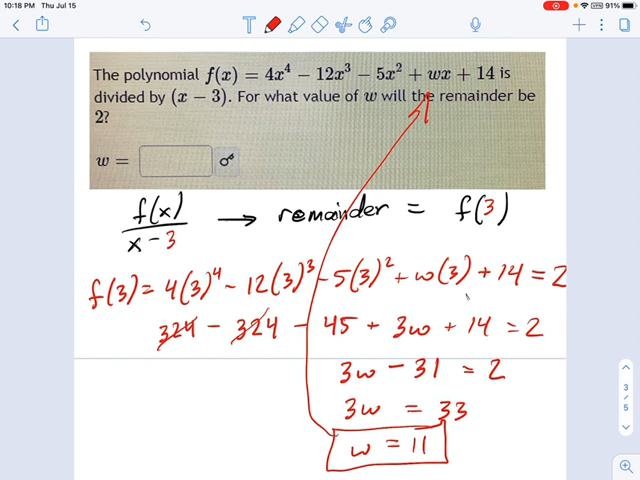 10:18 PM Thu Jul 15
91%
T
The polynomial f(x) = 4x⁴ − 12x³ − 5x² + wx + 14 is
divided by (x − 3). For what value of w will the remainder be
2?
w =
f(x)/(x − 3) → remainder = f(3)
f(3) = 4(3)⁴ − 12(3)³ − 5(3)² + w(3) + 14 = 2
324 − 324 − 45 + 3w + 14 = 2
3w − 31 = 2
3w = 33
w = 11
3/5